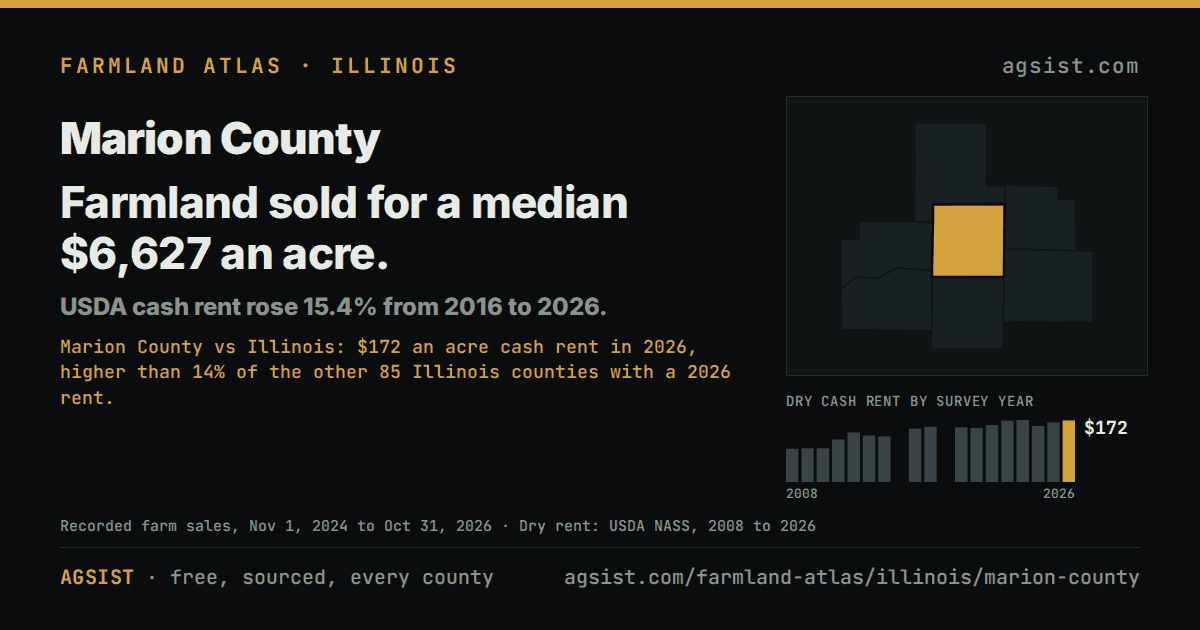 FARMLAND ATLAS · ILLINOIS
agsist.com
Marion County
Farmland sold for a median
$6,627 an acre.
USDA cash rent rose 15.4% from 2016 to 2026.
Marion County vs Illinois: $172 an acre cash rent in 2026,
higher than 14% of the other 85 Illinois counties with a 2026
rent.
DRY CASH RENT BY SURVEY YEAR
$172
2008
2026
Recorded farm sales, Nov 1, 2024 to Oct 31, 2026 · Dry rent: USDA NASS, 2008 to 2026
AGSIST · free, sourced, every county
agsist.com/farmland-atlas/illinois/marion-county